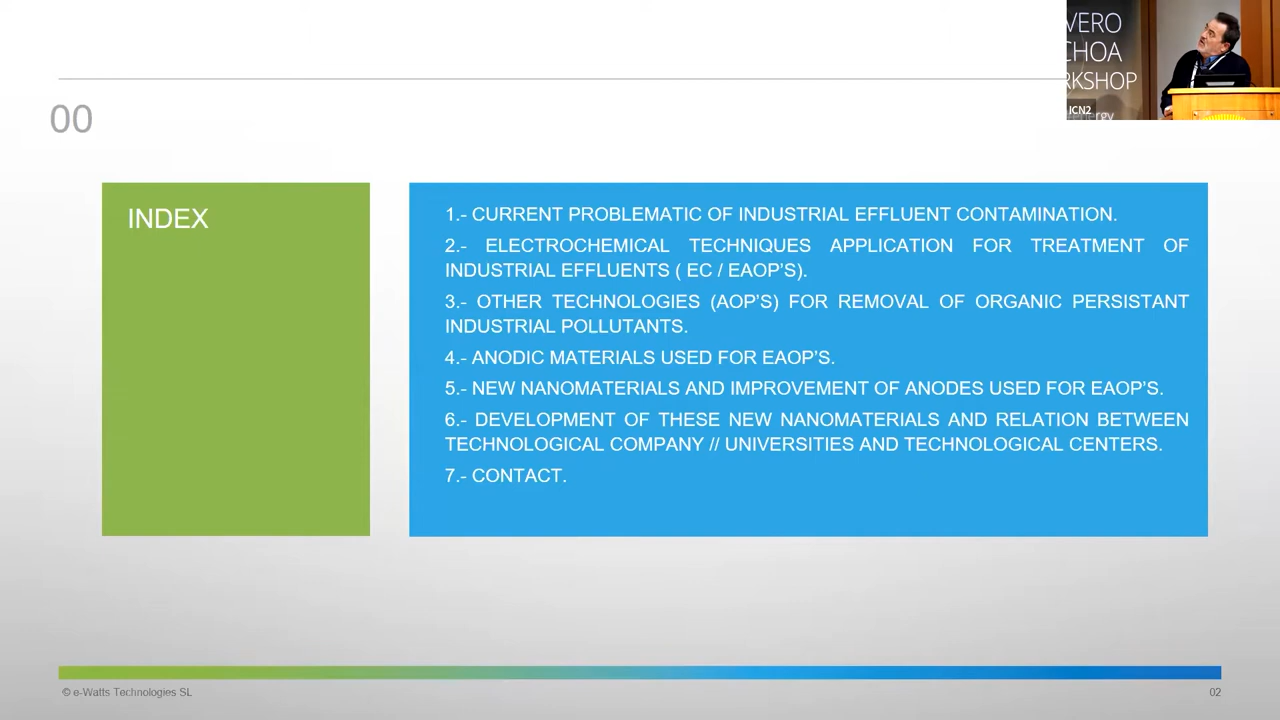 VERO
CHOA
RKSHOP
ICN2
energy
00
INDEX
1.- CURRENT PROBLEMATIC OF INDUSTRIAL EFFLUENT CONTAMINATION.
2.- ELECTROCHEMICAL TECHNIQUES APPLICATION FOR TREATMENT OF
INDUSTRIAL EFFLUENTS ( EC / EAOP’S).
3.- OTHER TECHNOLOGIES (AOP’S) FOR REMOVAL OF ORGANIC PERSISTANT
INDUSTRIAL POLLUTANTS.
4.- ANODIC MATERIALS USED FOR EAOP’S.
5.- NEW NANOMATERIALS AND IMPROVEMENT OF ANODES USED FOR EAOP’S.
6.- DEVELOPMENT OF THESE NEW NANOMATERIALS AND RELATION BETWEEN
TECHNOLOGICAL COMPANY // UNIVERSITIES AND TECHNOLOGICAL CENTERS.
7.- CONTACT.
© e-Watts Technologies SL
02